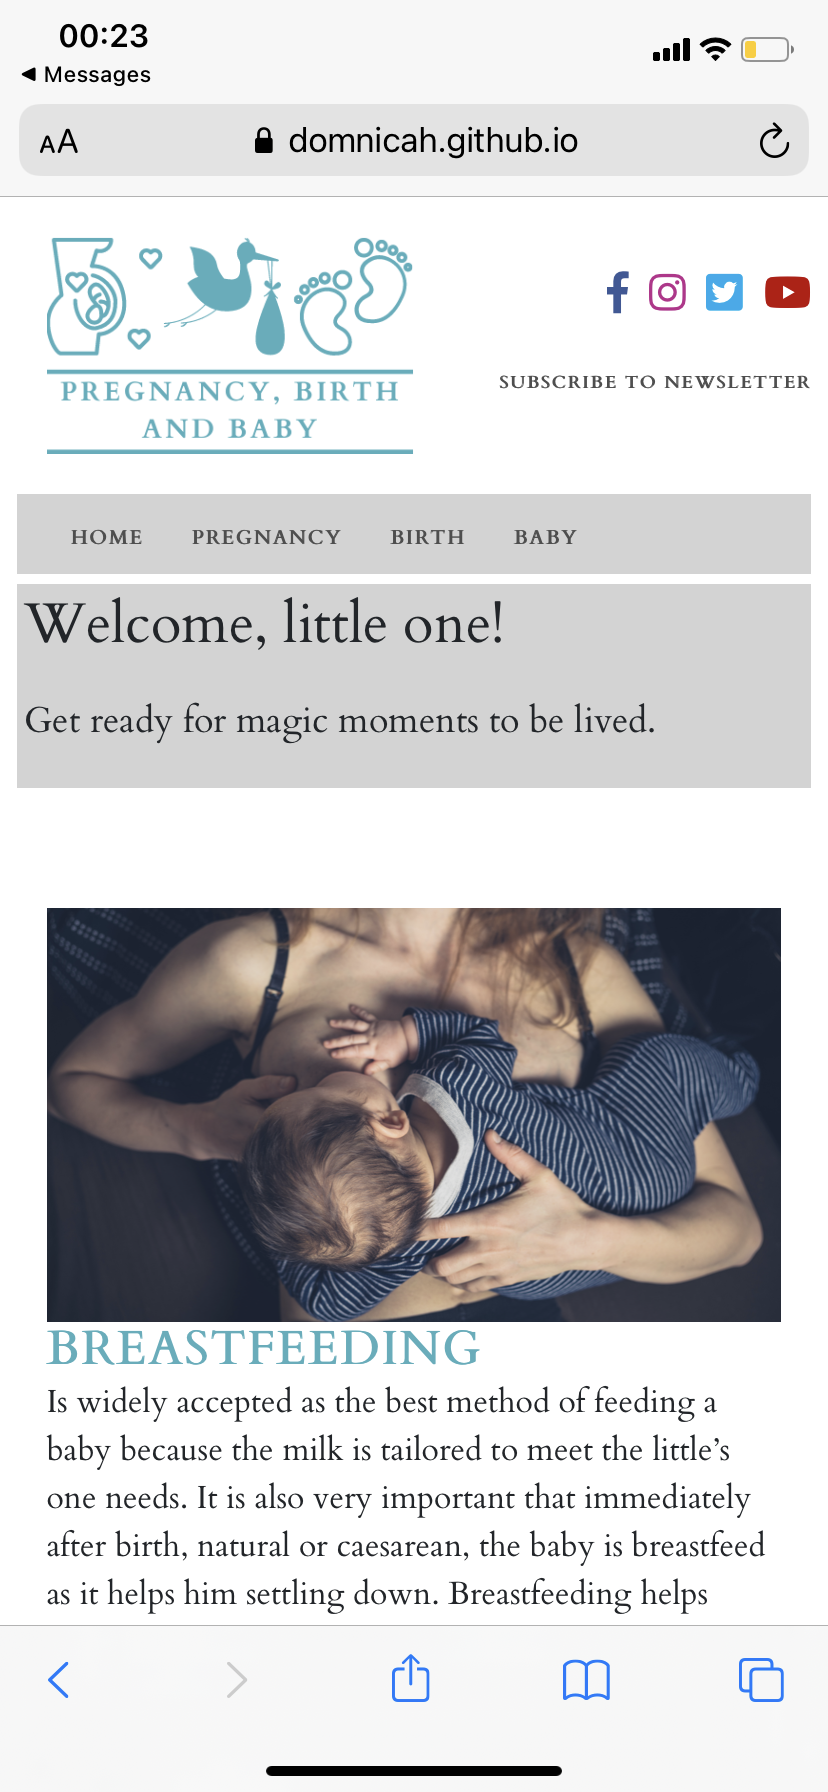 00:23
◀ Messages
AA domnicah.github.io
PREGNANCY, BIRTH
AND BABY
SUBSCRIBE TO NEWSLETTER
HOME PREGNANCY BIRTH BABY
Welcome, little one!
Get ready for magic moments to be lived.
BREASTFEEDING
Is widely accepted as the best method of feeding a
baby because the milk is tailored to meet the little’s
one needs. It is also very important that immediately
after birth, natural or caesarean, the baby is breastfeed
as it helps him settling down. Breastfeeding helps